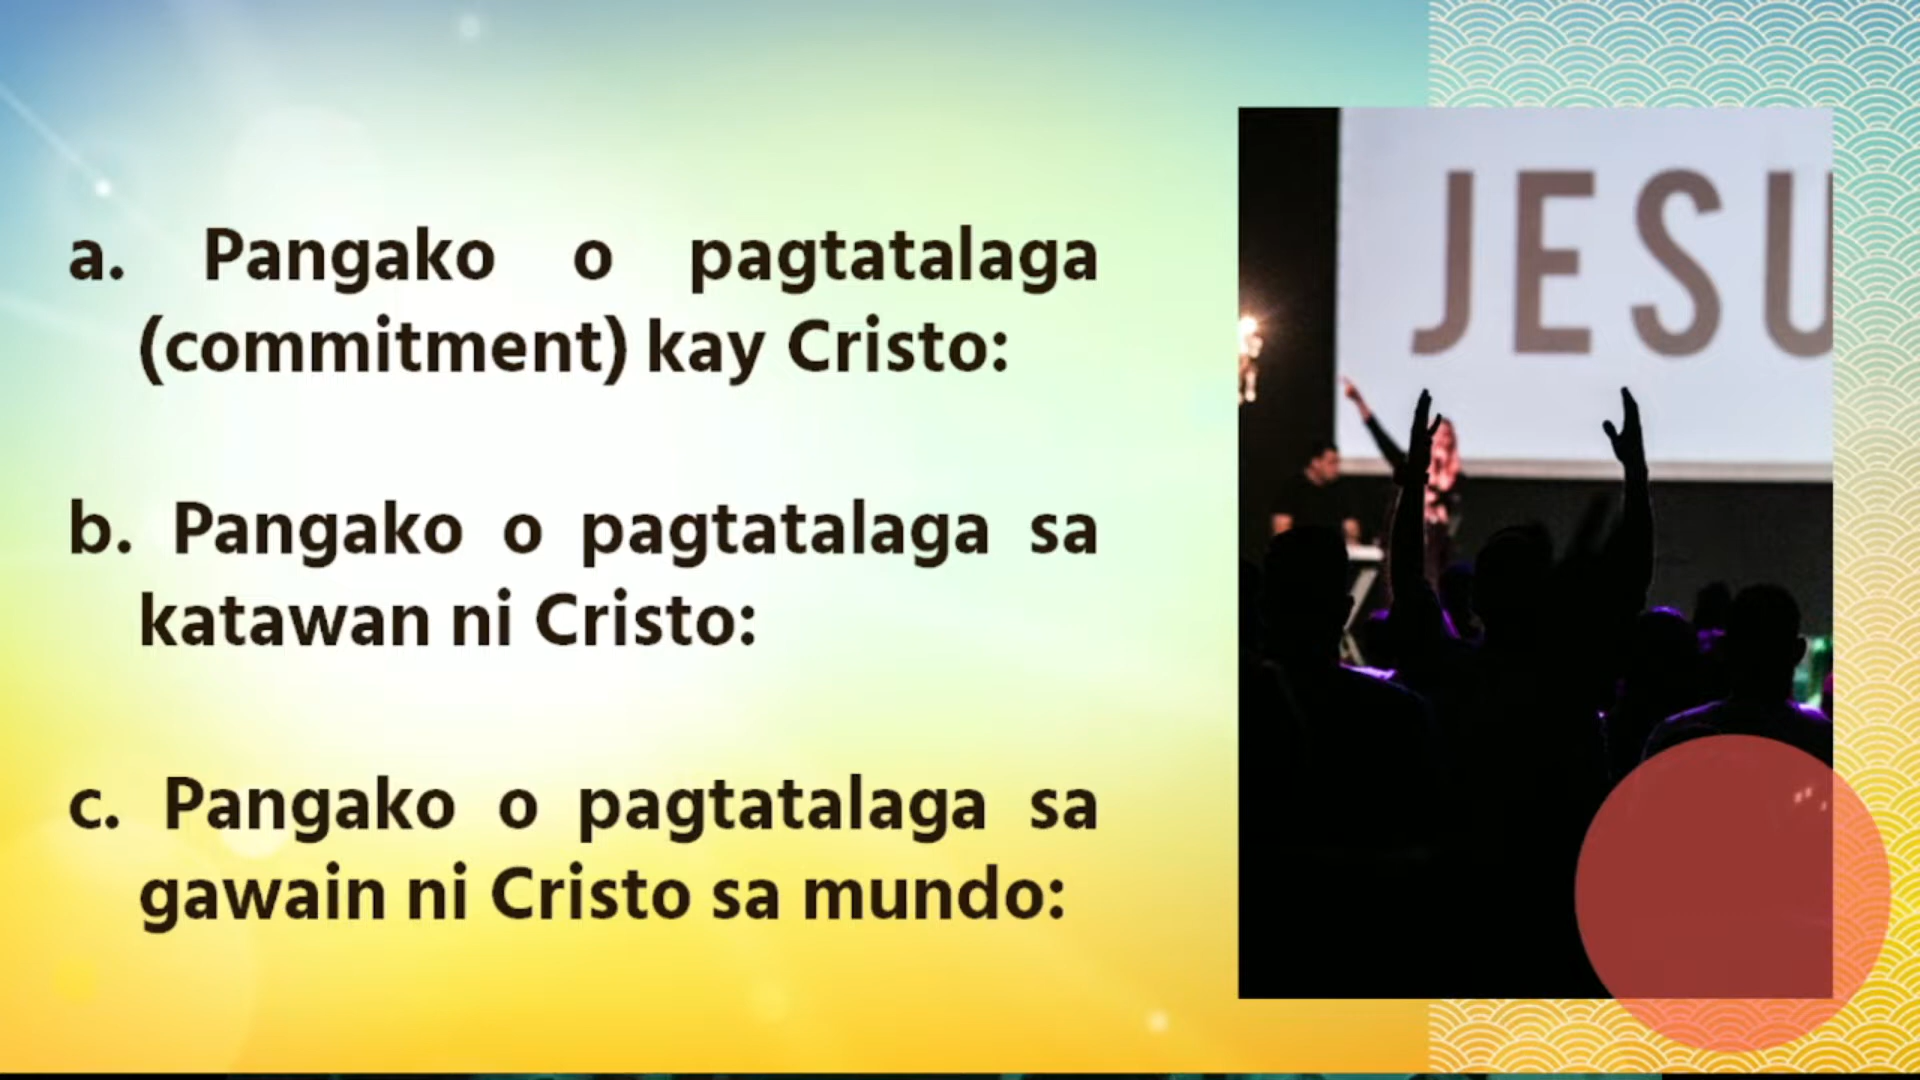 a. Pangako o pagtatalaga
(commitment) kay Cristo:
b. Pangako o pagtatalaga sa
katawan ni Cristo:
c. Pangako o pagtatalaga sa
gawain ni Cristo sa mundo:
JESU